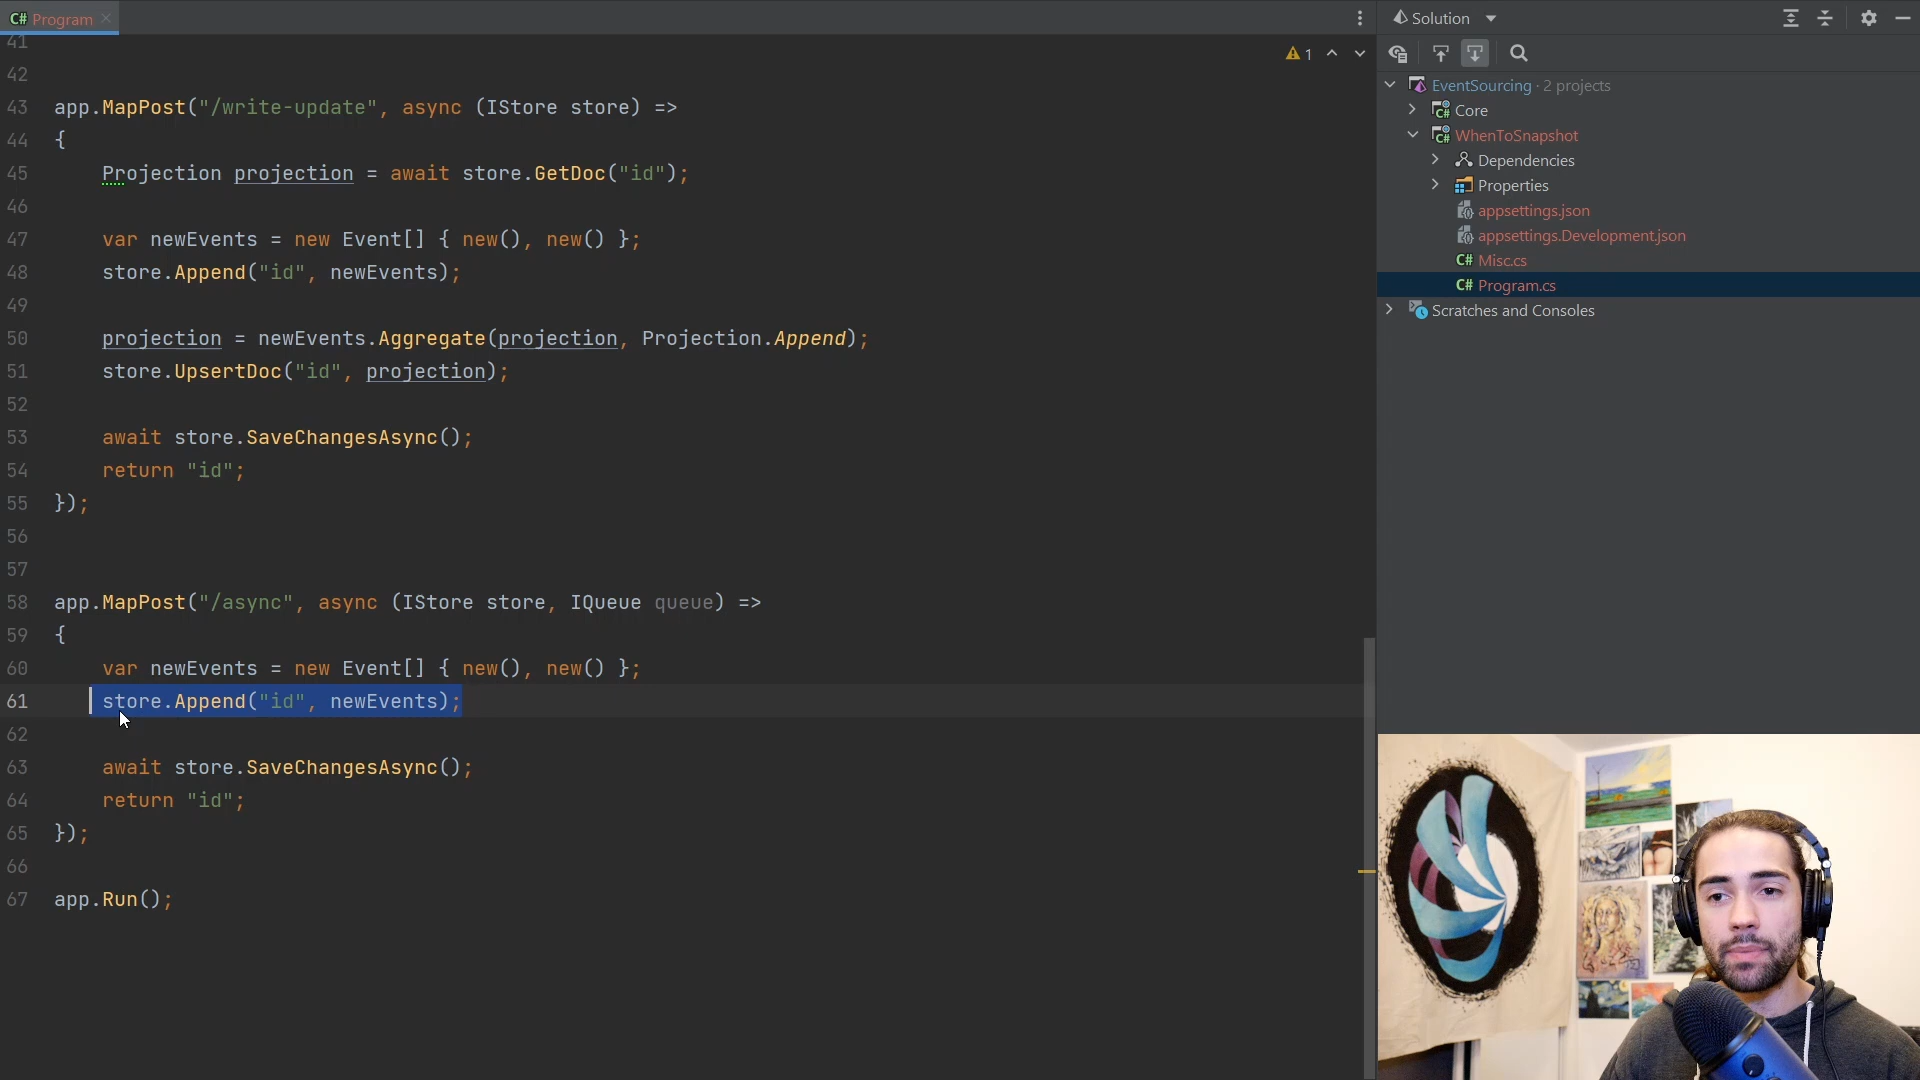 C# Program
Solution
41
1
EventSourcing · 2 projects
Core
WhenToSnapshot
Dependencies
Properties
appsettings.json
appsettings.Development.json
C# Misc.cs
C# Program.cs
Scratches and Consoles
42
43 app.MapPost("/write-update", async (IStore store) =>
44 {
45 Projection projection = await store.GetDoc("id");
46
47 var newEvents = new Event[] { new(), new() };
48 store.Append("id", newEvents);
49
50 projection = newEvents.Aggregate(projection, Projection.Append);
51 store.UpsertDoc("id", projection);
52
53 await store.SaveChangesAsync();
54 return "id";
55 });
56
57
58 app.MapPost("/async", async (IStore store, IQueue queue) =>
59 {
60 var newEvents = new Event[] { new(), new() };
61 store.Append("id", newEvents);
62
63 await store.SaveChangesAsync();
64 return "id";
65 });
66
67 app.Run();